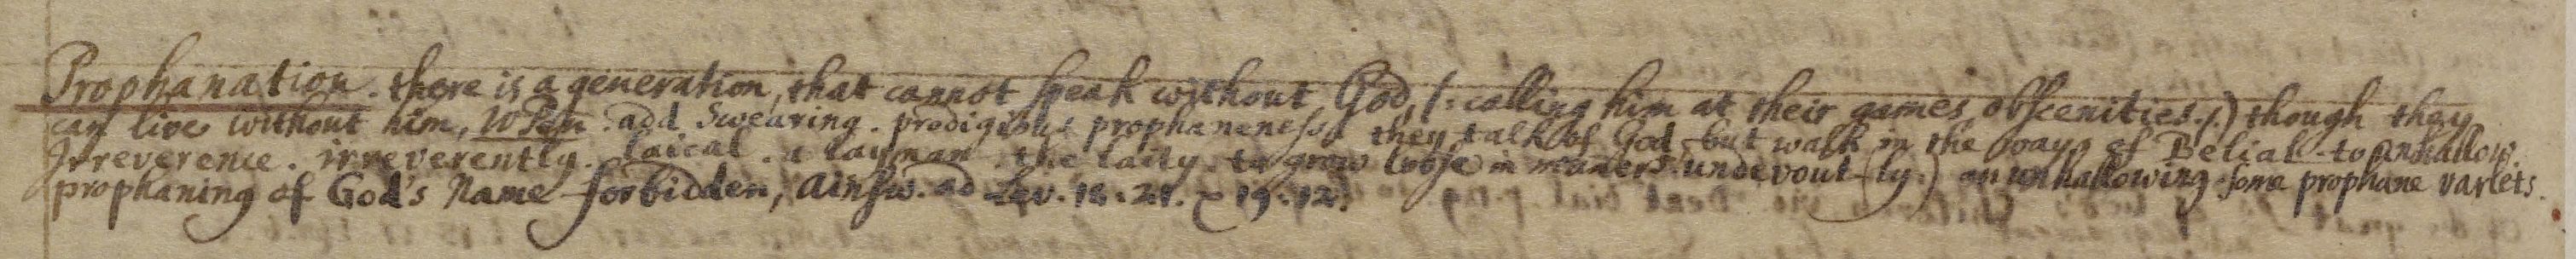 Prophanation. there is a generation, that cannot speak without God, (: calling him at their games, obscenities.:) though they
can live without him, WPen. add Swearing. prodigious prophaneness. they talk of God but walk in the ways of Belial. to unhallow.
Irreverence. irreverently. laical. a layman. the laity. to grow loose in maners. undevout-(ly.) an unhallowing. some prophane varlets.
prophaning of God's Name forbidden, Ainsw. ad Lev. 18. 21. & 19. 12.